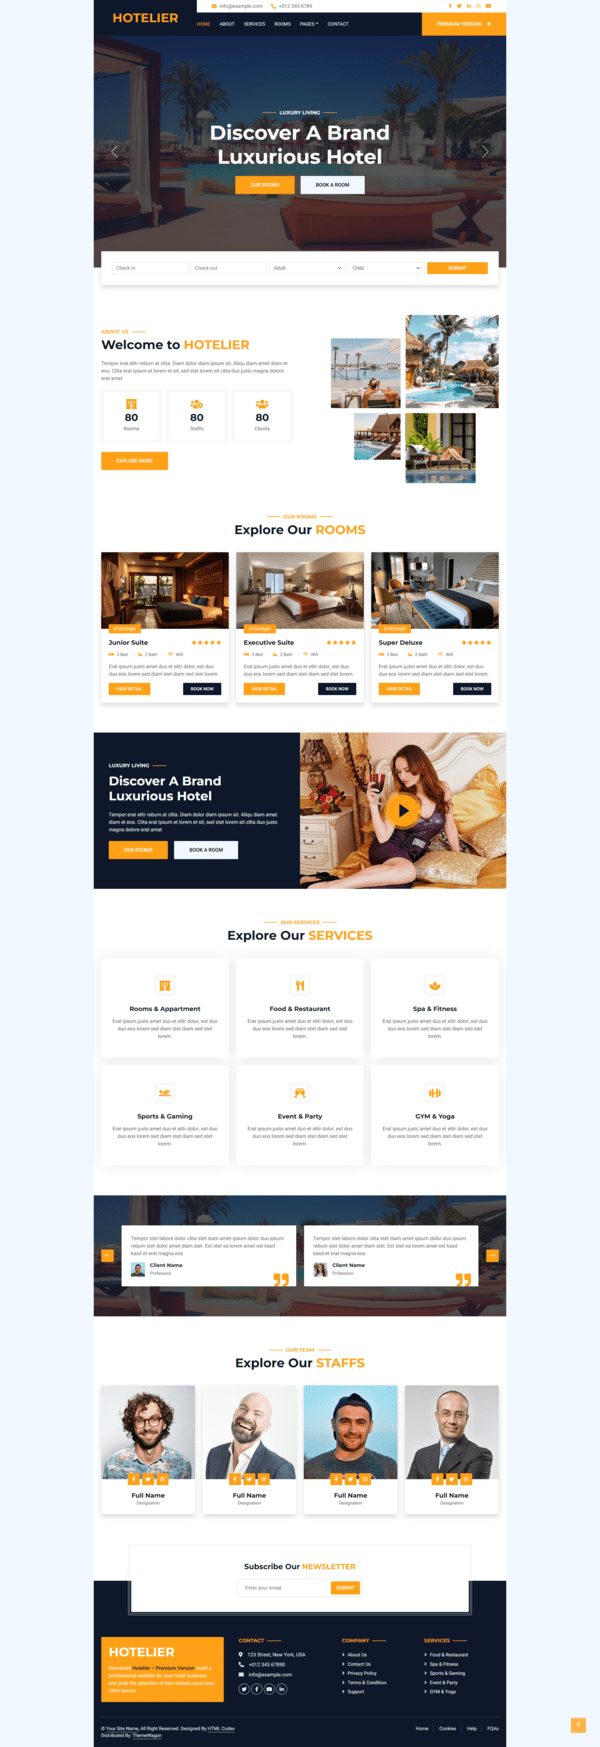 HOTELIER
info@example.com
+012 345 6789
HOME
ABOUT
SERVICES
ROOMS
PAGES
CONTACT
PREMIUM VERSION
LUXURY LIVING
Discover A Brand
Luxurious Hotel
OUR ROOMS
BOOK A ROOM
Check in
Check out
Adult
Child
SUBMIT
ABOUT US
Welcome to HOTELIER
Tempor erat elitr rebum at clita. Diam dolor diam ipsum sit. Aliqu diam amet diam et
eos. Clita erat ipsum et lorem et sit, sed stet lorem sit clita duo justo magna dolore
erat amet
80
Rooms
80
Staffs
80
Clients
EXPLORE MORE
OUR ROOMS
Explore Our ROOMS
$100/Night
Junior Suite
3 Bed
2 Bath
Wifi
Erat ipsum justo amet duo et elitr dolor, est duo
duo eos lorem sed diam stet diam sed stet lorem.
VIEW DETAIL
BOOK NOW
$100/Night
Executive Suite
3 Bed
2 Bath
Wifi
Erat ipsum justo amet duo et elitr dolor, est duo
duo eos lorem sed diam stet diam sed stet lorem.
VIEW DETAIL
BOOK NOW
$100/Night
Super Deluxe
3 Bed
2 Bath
Wifi
Erat ipsum justo amet duo et elitr dolor, est duo
duo eos lorem sed diam stet diam sed stet lorem.
VIEW DETAIL
BOOK NOW
LUXURY LIVING
Discover A Brand
Luxurious Hotel
Tempor erat elitr rebum at clita. Diam dolor diam ipsum sit. Aliqu diam amet
diam et eos. Clita erat ipsum et lorem et sit, sed stet lorem sit clita duo justo
magna dolore erat amet
OUR ROOMS
BOOK A ROOM
OUR SERVICES
Explore Our SERVICES
Rooms & Appartment
Erat ipsum justo amet duo et elitr dolor, est duo
duo eos lorem sed diam stet diam sed stet
lorem.
Food & Restaurant
Erat ipsum justo amet duo et elitr dolor, est duo
duo eos lorem sed diam stet diam sed stet
lorem.
Spa & Fitness
Erat ipsum justo amet duo et elitr dolor, est duo
duo eos lorem sed diam stet diam sed stet
lorem.
Sports & Gaming
Erat ipsum justo amet duo et elitr dolor, est duo
duo eos lorem sed diam stet diam sed stet
lorem.
Event & Party
Erat ipsum justo amet duo et elitr dolor, est duo
duo eos lorem sed diam stet diam sed stet
lorem.
GYM & Yoga
Erat ipsum justo amet duo et elitr dolor, est duo
duo eos lorem sed diam stet diam sed stet
lorem.
Tempor stet labore dolor clita stet diam amet ipsum dolor duo ipsum
rebum stet dolor amet diam stet. Est stet ea lorem amet est kasd
kasd et erat magna eos
Client Name
Profession
Tempor stet labore dolor clita stet diam amet ipsum dolor duo ipsum
rebum stet dolor amet diam stet. Est stet ea lorem amet est kasd
kasd et erat magna eos
Client Name
Profession
OUR TEAM
Explore Our STAFFS
Full Name
Designation
Full Name
Designation
Full Name
Designation
Full Name
Designation
Subscribe Our NEWSLETTER
Enter your email
SUBMIT
HOTELIER
Download Hotelier – Premium Version, build a
professional website for your hotel business
and grab the attention of new visitors upon your
site's launch.
CONTACT
123 Street, New York, USA
+012 345 67890
info@example.com
COMPANY
About Us
Contact Us
Privacy Policy
Terms & Condition
Support
SERVICES
Food & Restaurant
Spa & Fitness
Sports & Gaming
Event & Party
GYM & Yoga
© Your Site Name, All Right Reserved. Designed By HTML Codex
Distributed By: ThemeWagon
Home
Cookies
Help
FQAs